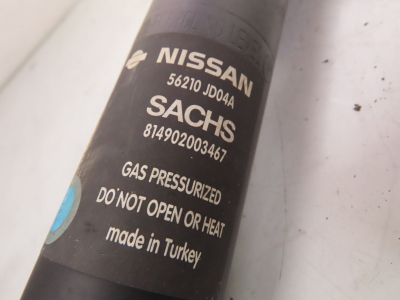 NISSAN
56210 JD04A
SACHS
814902003467
GAS PRESSURIZED
DO NOT OPEN OR HEAT
made in Turkey